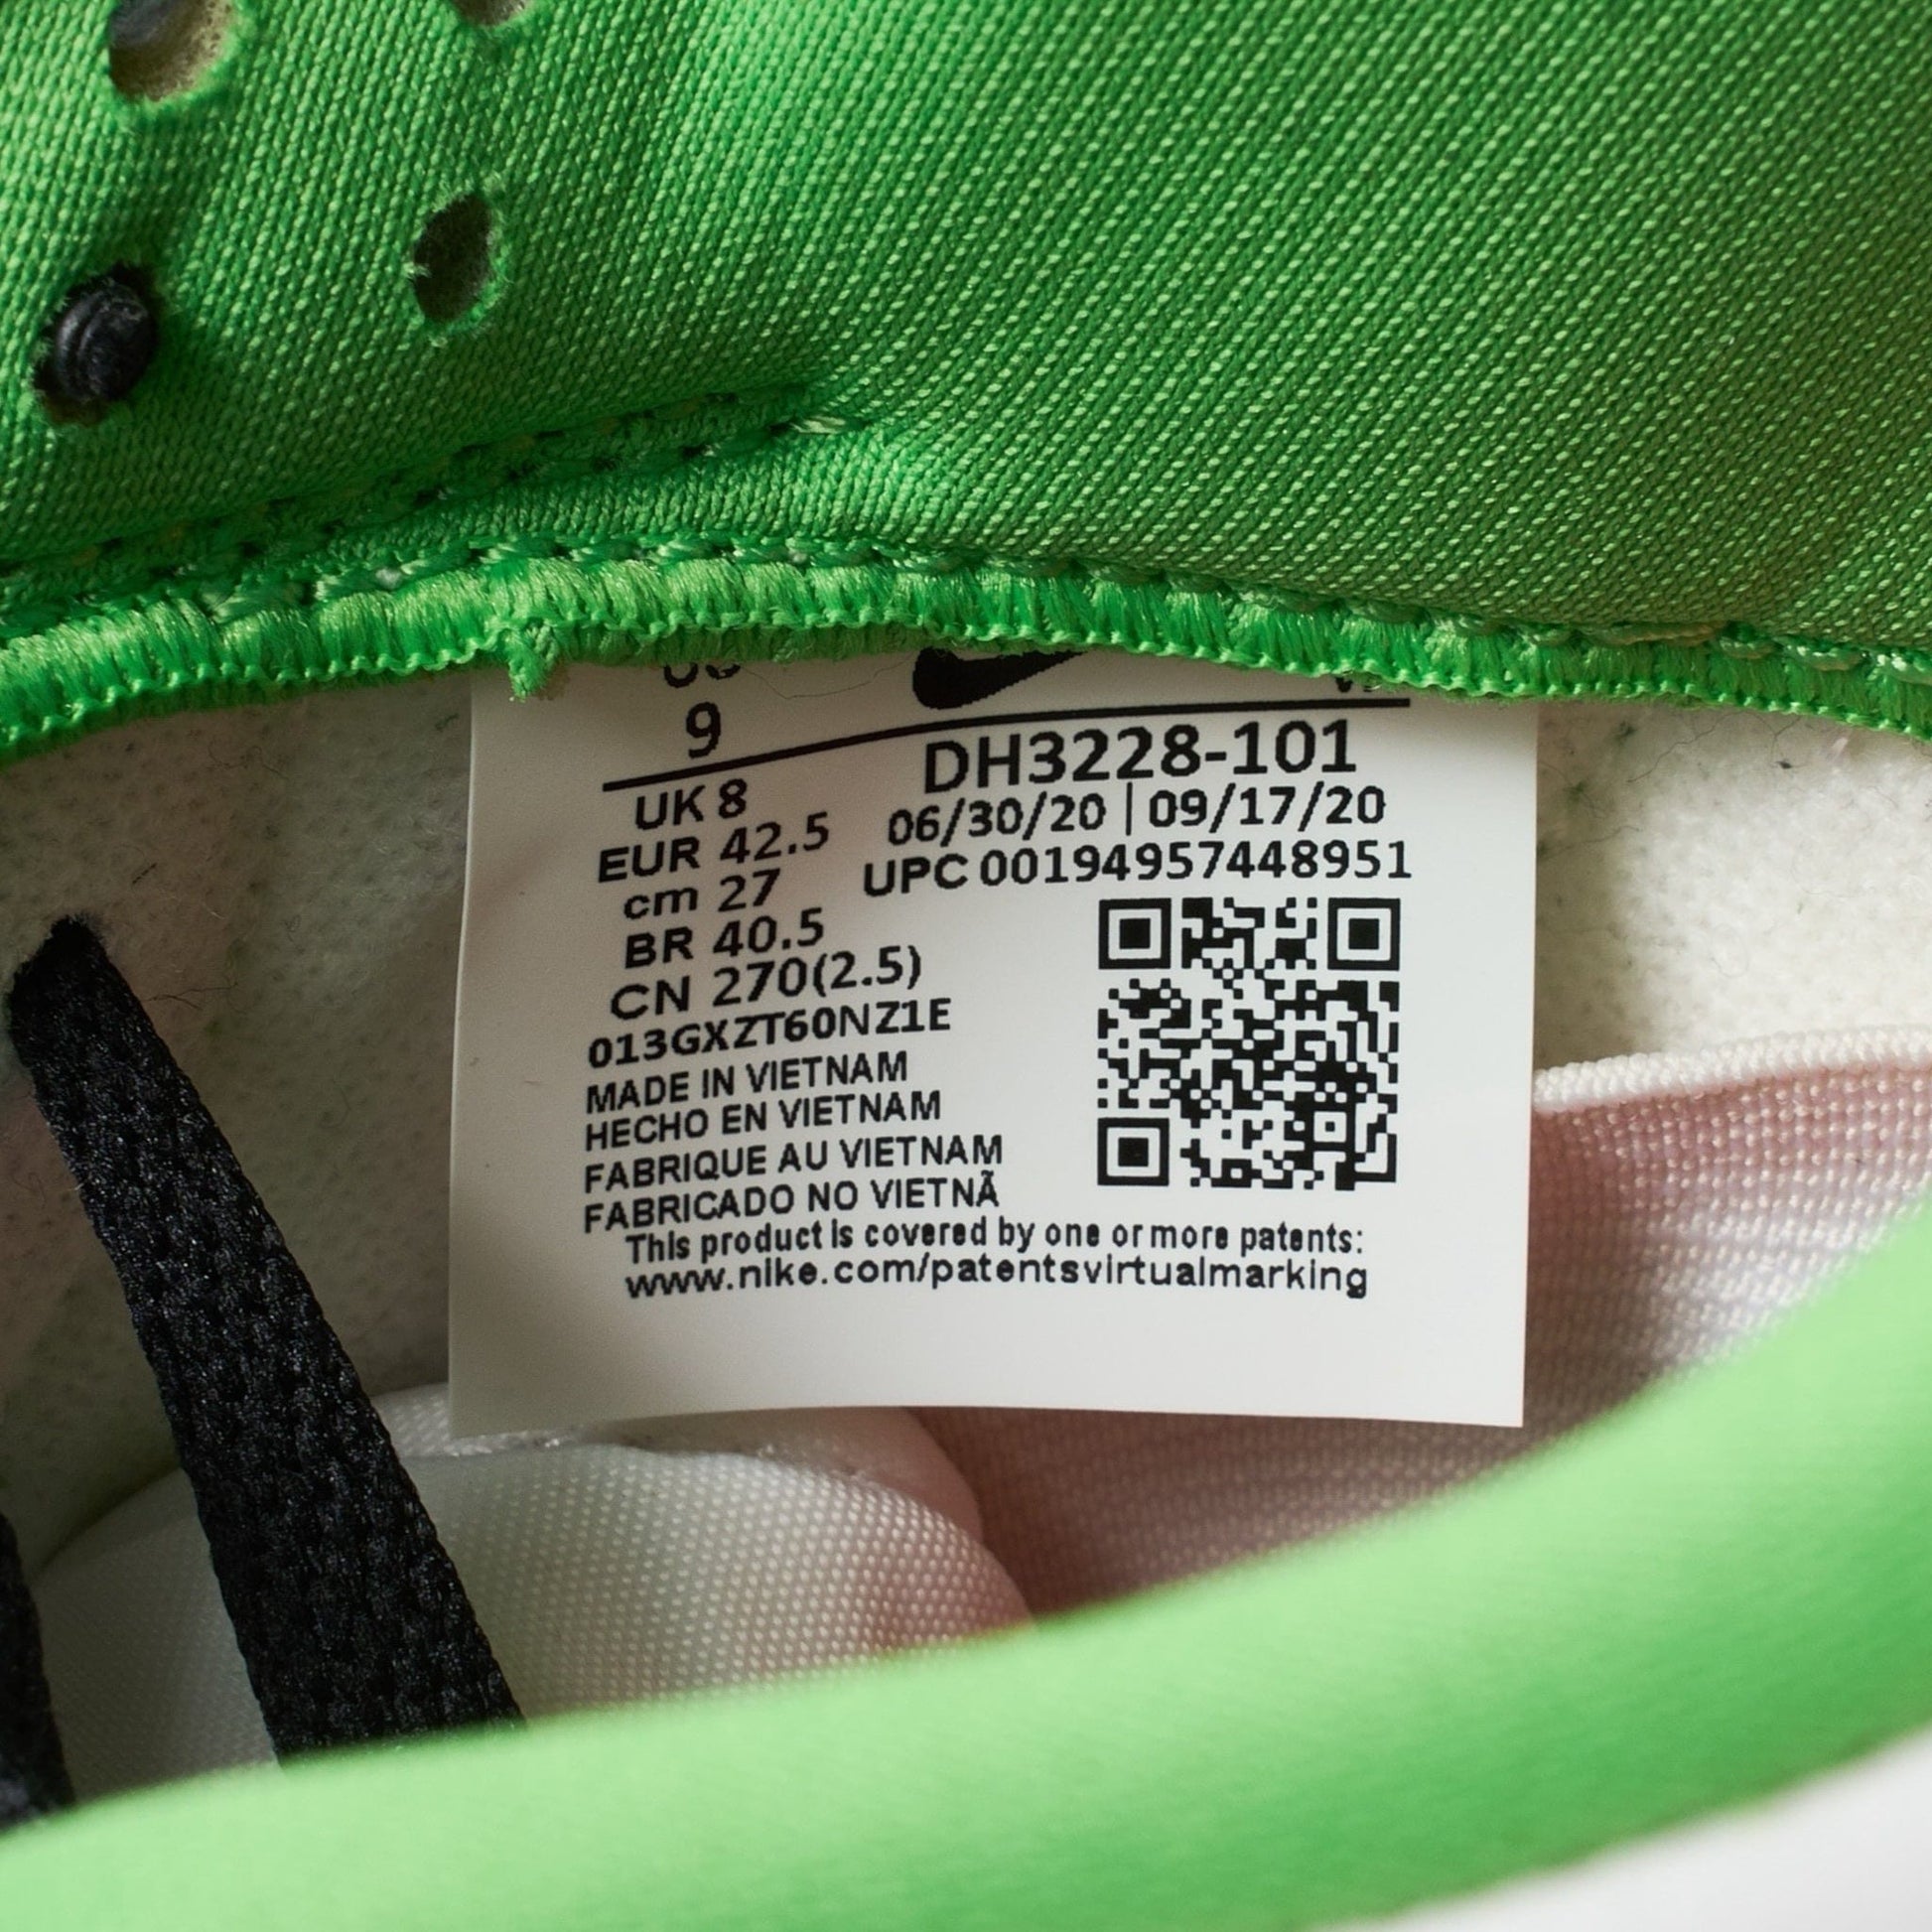 9
DH3228-101
UK 8
06/30/20 | 09/17/20
EUR 42.5
UPC 00194957448951
cm 27
BR 40.5
CN 270(2.5)
013GXZT60NZ1E
MADE IN VIETNAM
HECHO EN VIETNAM
FABRIQUE AU VIETNAM
FABRICADO NO VIETNÃ
This product is covered by one or more patents:
www.nike.com/patentsvirtualmarking